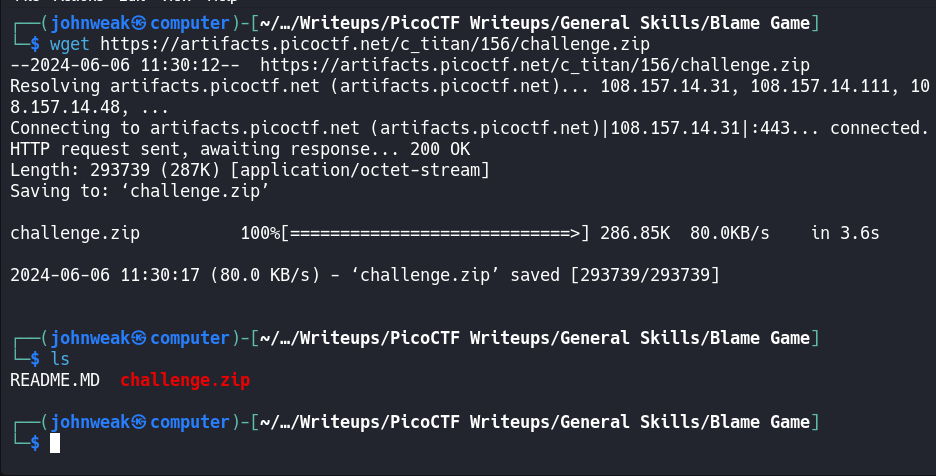 ┌──(johnweak㉿computer)-[~/…/Writeups/PicoCTF Writeups/General Skills/Blame Game]
└─$ wget https://artifacts.picoctf.net/c_titan/156/challenge.zip
--2024-06-06 11:30:12--  https://artifacts.picoctf.net/c_titan/156/challenge.zip
Resolving artifacts.picoctf.net (artifacts.picoctf.net)... 108.157.14.31, 108.157.14.111, 10
8.157.14.48, ...
Connecting to artifacts.picoctf.net (artifacts.picoctf.net)|108.157.14.31|:443... connected.
HTTP request sent, awaiting response... 200 OK
Length: 293739 (287K) [application/octet-stream]
Saving to: ‘challenge.zip’
challenge.zip          100%[============================>] 286.85K  80.0KB/s    in 3.6s
2024-06-06 11:30:17 (80.0 KB/s) - ‘challenge.zip’ saved [293739/293739]
┌──(johnweak㉿computer)-[~/…/Writeups/PicoCTF Writeups/General Skills/Blame Game]
└─$ ls
README.MD  challenge.zip
┌──(johnweak㉿computer)-[~/…/Writeups/PicoCTF Writeups/General Skills/Blame Game]
└─$